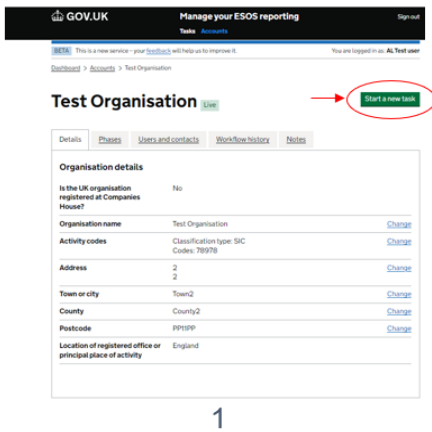 GOV.UK
Manage your ESOS reporting
Sign out
Tasks Accounts
BETA This is a new service – your feedback will help us to improve it.
You are logged in as: AL Test user
Dashboard > Accounts > Test Organisation
Test Organisation Live
Start a new task
Details Phases Users and contacts Workflow history Notes
Organisation details
Is the UK organisation registered at Companies House? No
Organisation name Test Organisation Change
Activity codes Classification type: SIC Change
Codes: 78978
Address 2 Change
2
Town or city Town2 Change
County County2 Change
Postcode PP11PP Change
Location of registered office or principal place of activity England
1